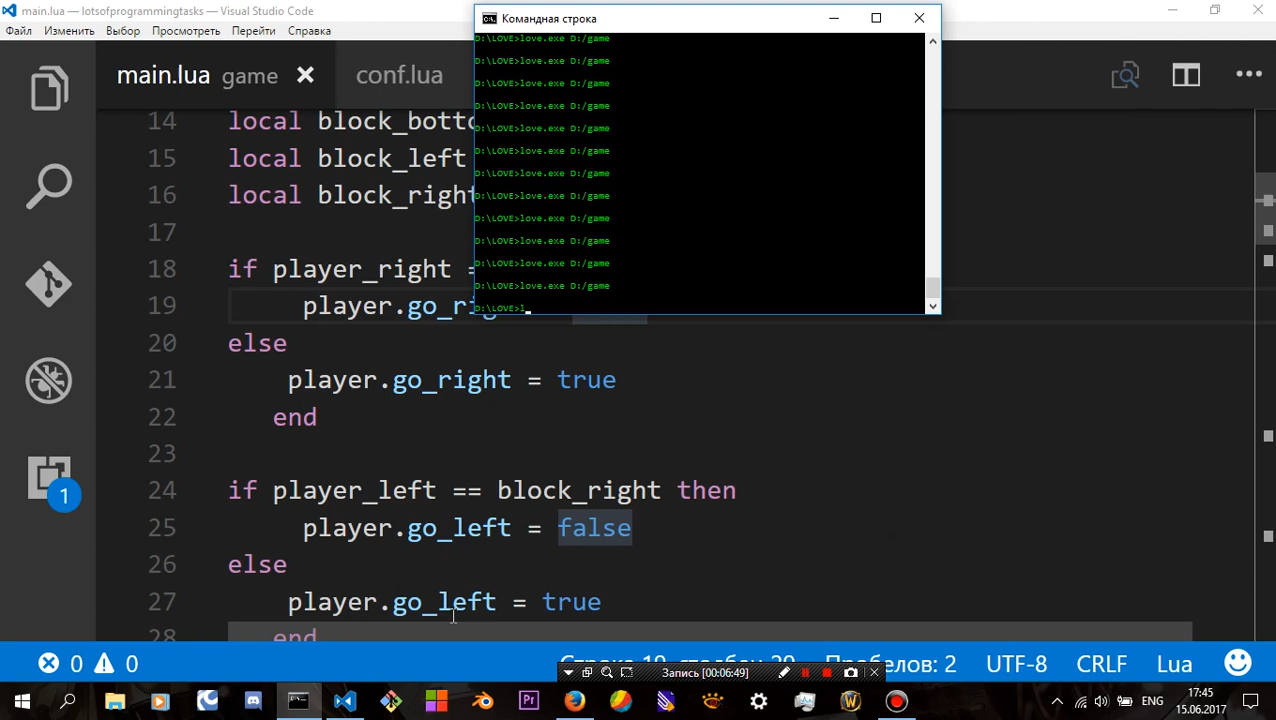 main.lua - lotsofprogrammingtasks - Visual Studio Code
Файл Изменить Выбор Просмотреть Перейти Справка
Командная строка
D:\LOVE>love.exe D:/game
D:\LOVE>love.exe D:/game
D:\LOVE>love.exe D:/game
D:\LOVE>love.exe D:/game
D:\LOVE>love.exe D:/game
D:\LOVE>love.exe D:/game
D:\LOVE>love.exe D:/game
D:\LOVE>love.exe D:/game
D:\LOVE>love.exe D:/game
D:\LOVE>love.exe D:/game
D:\LOVE>love.exe D:/game
D:\LOVE>love.exe D:/game
D:\LOVE>l
main.lua game conf.lua
14 local
15 local block_left
16 local
17
18 if player_right
19
20 else
21 player.go_right = true
22 end
23
24 if player_left == block_right then
25 player.go_left = false
26 else
27 player.go_left = true
28 end
1
0 0 UTF-8 CRLF Lua
Запись (00:06:49)
ENG 17:45
15.06.2017